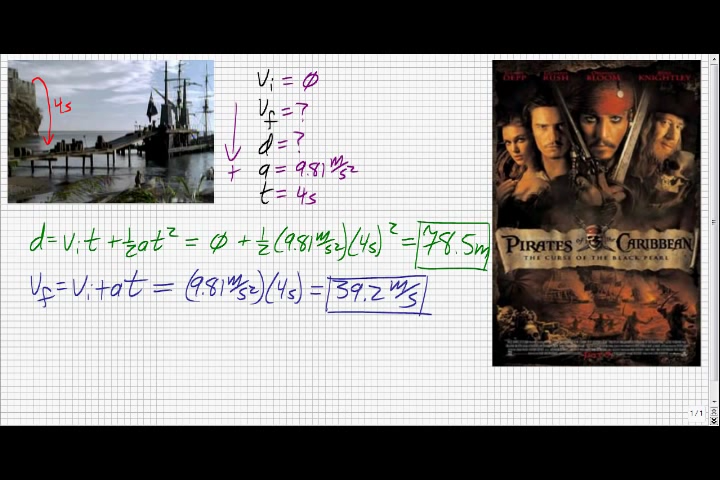 4s
Vi = ø
Vf = ?
d = ?
a = 9.81 m/s²
t = 4s
+
d = Vit + ½at² = ø + ½(9.81 m/s²)(4s)² = 78.5m
Vf = Vi + at = (9.81 m/s²)(4s) = 39.2 m/s
DEPP RUSH BLOOM KNIGHTLEY
PIRATES of the CARIBBEAN
THE CURSE OF THE BLACK PEARL
1/1